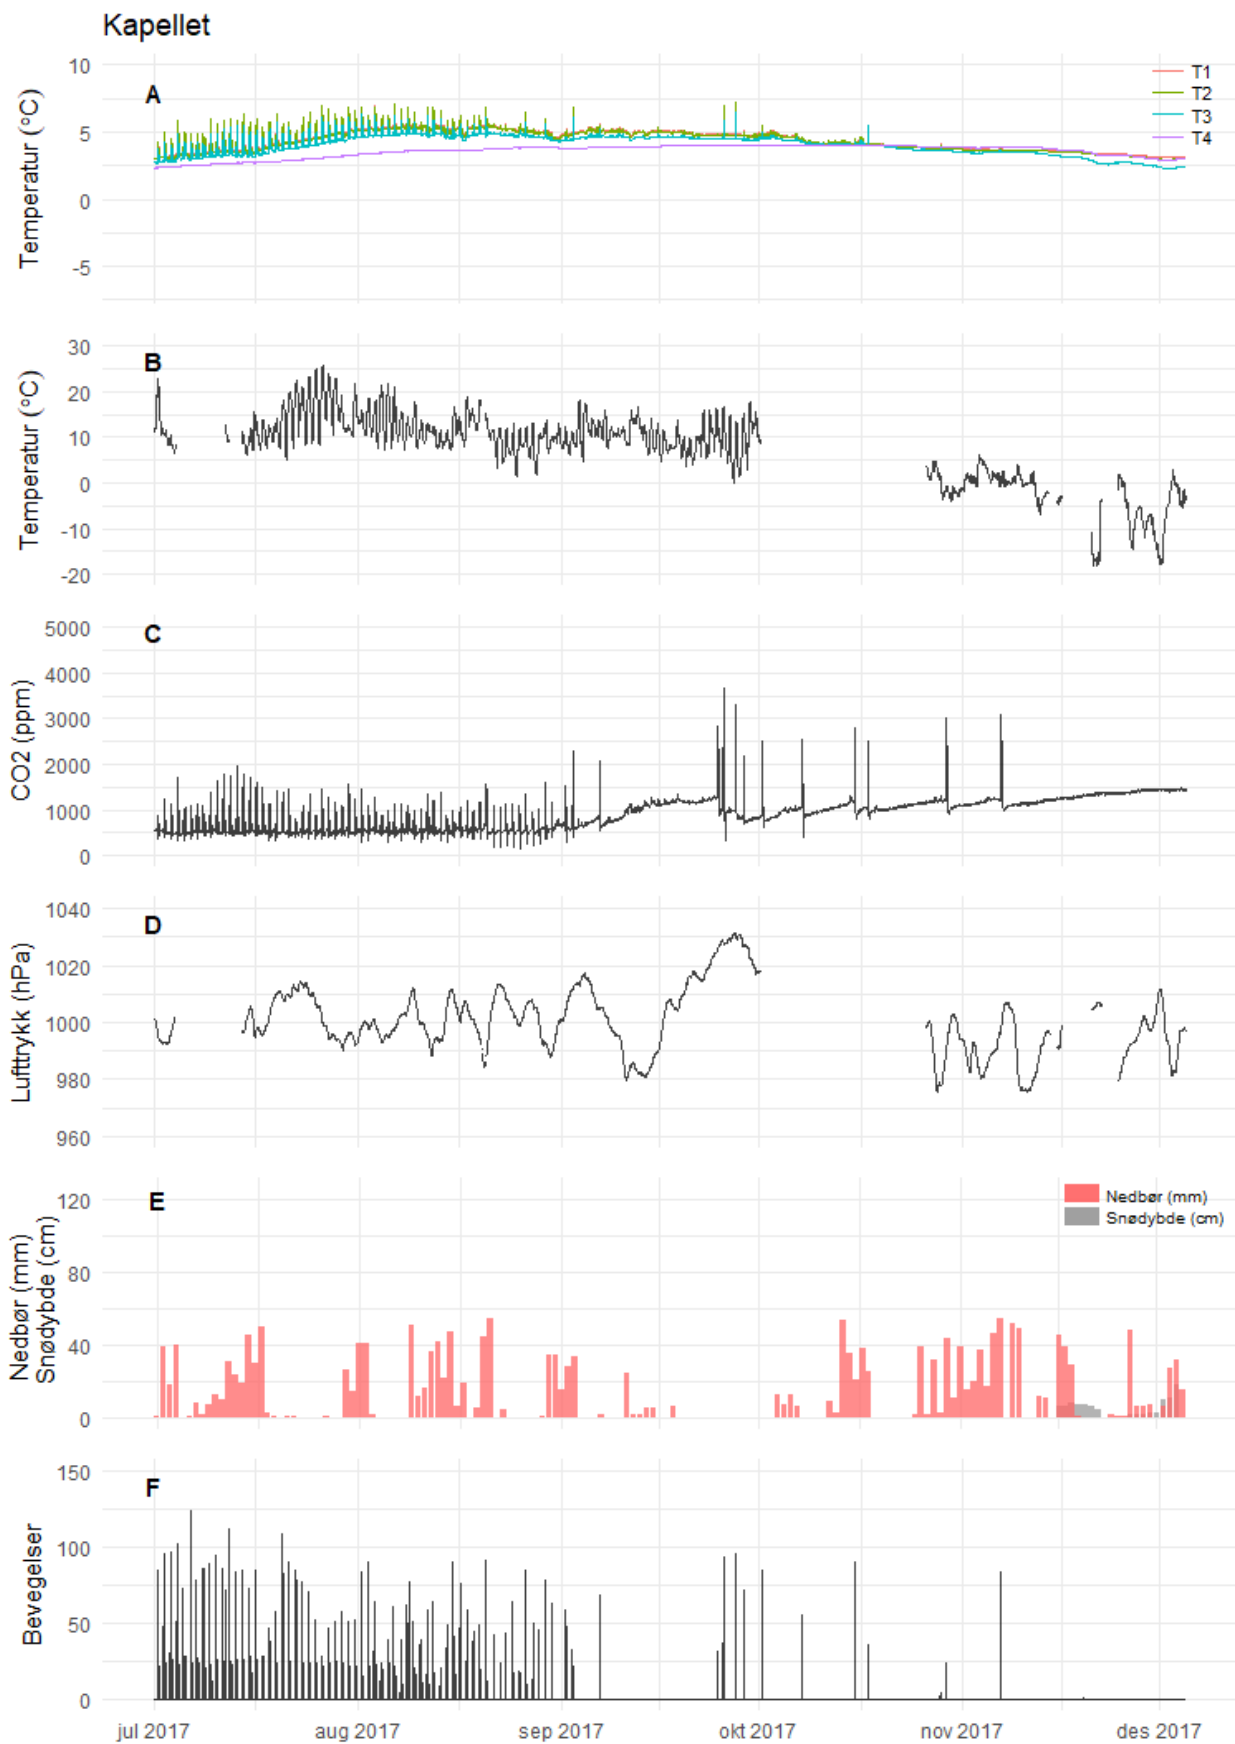 Kapellet
A
Temperatur (°C)
10
5
0
-5
T1
T2
T3
T4
B
Temperatur (°C)
30
20
10
0
-10
-20
C
CO2 (ppm)
5000
4000
3000
2000
1000
0
D
Lufttrykk (hPa)
1040
1020
1000
980
960
E
Nedbør (mm)
Snødybde (cm)
120
80
40
0
Nedbør (mm)
Snødybde (cm)
F
Bevegelser
150
100
50
0
jul 2017 aug 2017 sep 2017 okt 2017 nov 2017 des 2017